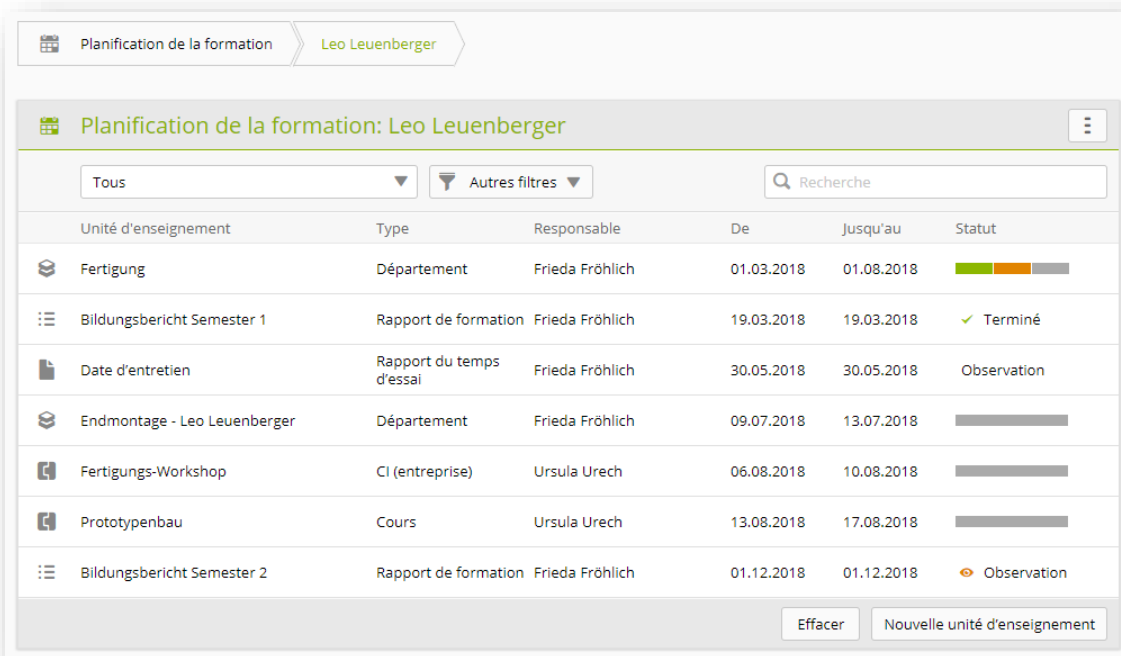 Planification de la formation Leo Leuenberger
Planification de la formation: Leo Leuenberger
Tous Autres filtres Recherche
Unité d'enseignement Type Responsable De Jusqu'au Statut
Fertigung Département Frieda Fröhlich 01.03.2018 01.08.2018
Bildungsbericht Semester 1 Rapport de formation Frieda Fröhlich 19.03.2018 19.03.2018 Terminé
Date d'entretien Rapport du temps d'essai Frieda Fröhlich 30.05.2018 30.05.2018 Observation
Endmontage - Leo Leuenberger Département Frieda Fröhlich 09.07.2018 13.07.2018
Fertigungs-Workshop CI (entreprise) Ursula Urech 06.08.2018 10.08.2018
Prototypenbau Cours Ursula Urech 13.08.2018 17.08.2018
Bildungsbericht Semester 2 Rapport de formation Frieda Fröhlich 01.12.2018 01.12.2018 Observation
Effacer Nouvelle unité d'enseignement